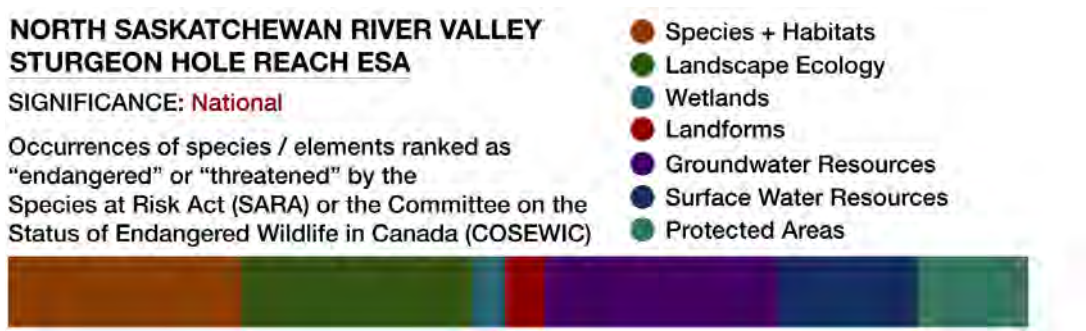 NORTH SASKATCHEWAN RIVER VALLEY
STURGEON HOLE REACH ESA
SIGNIFICANCE: National
Occurrences of species / elements ranked as
“endangered” or “threatened” by the
Species at Risk Act (SARA) or the Committee on the
Status of Endangered Wildlife in Canada (COSEWIC)
Species + Habitats
Landscape Ecology
Wetlands
Landforms
Groundwater Resources
Surface Water Resources
Protected Areas